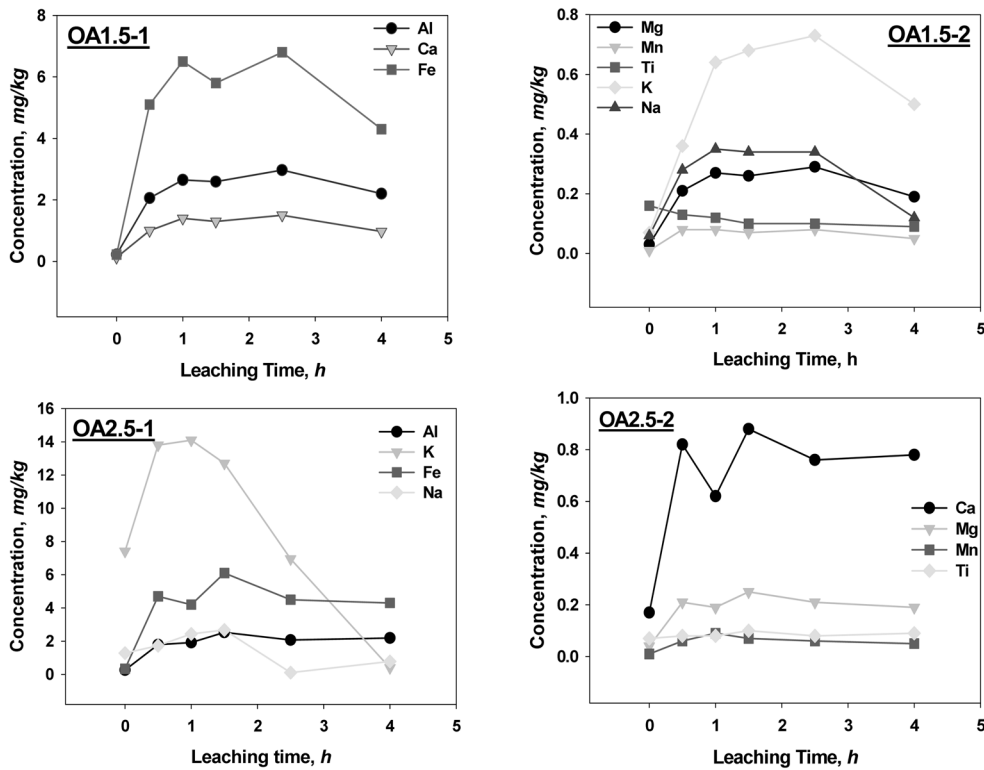 OA1.5-1
Al
Ca
Fe
Concentration, mg/kg
8
6
4
2
0
0 1 2 3 4 5
Leaching Time, h
OA1.5-2
Mg
Mn
Ti
K
Na
Concentration, mg/kg
0.8
0.6
0.4
0.2
0.0
0 1 2 3 4 5
Leaching Time, h
OA2.5-1
Al
K
Fe
Na
Concentration, mg/kg
16
14
12
10
8
6
4
2
0
0 1 2 3 4 5
Leaching time, h
OA2.5-2
Ca
Mg
Mn
Ti
Concentration, mg/kg
1.0
0.8
0.6
0.4
0.2
0.0
0 1 2 3 4 5
Leaching Time, h